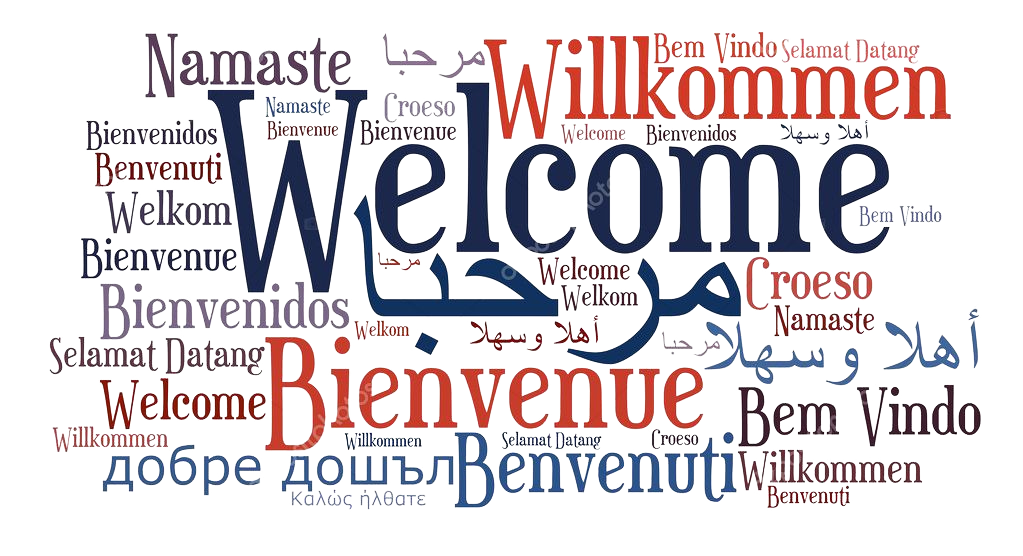 Namaste
مرحبا
Willkommen
Bem Vindo
Selamat Datang
Namaste
Croeso
Bienvenidos
Bienvenue
Bienvenue
Welcome
Bienvenidos
أهلا وسهلا
Welcome
Benvenuti
Welkom
Bem Vindo
Bienvenue
مرحبا
مرحبا
Welcome
Croeso
Welkom
Bienvenidos
Namaste
Welkom
أهلا وسهلا
مرحبا
أهلا وسهلا
Selamat Datang
Bienvenue
Welcome
Bem Vindo
Willkommen
Willkommen
Selamat Datang
Croeso
добре дошъл
Benvenuti
Willkommen
Καλώς ήλθατε
Benvenuti